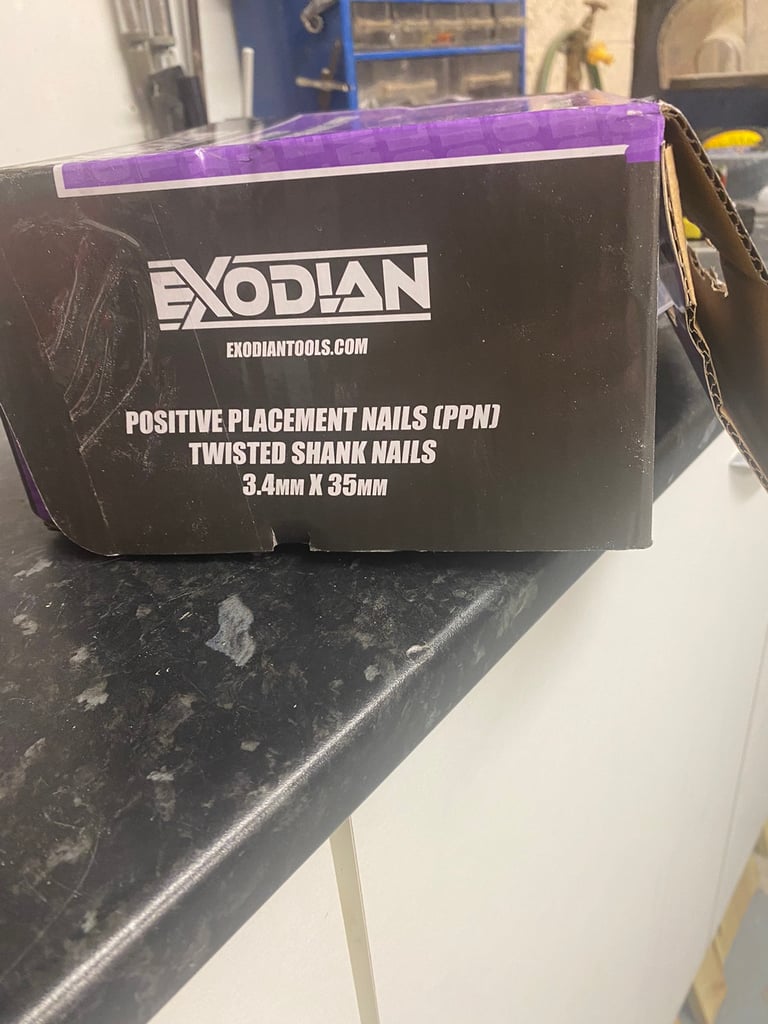 EXODIAN
EXODIANTOOLS.COM
POSITIVE PLACEMENT NAILS (PPN)
TWISTED SHANK NAILS
3.4MM X 35MM